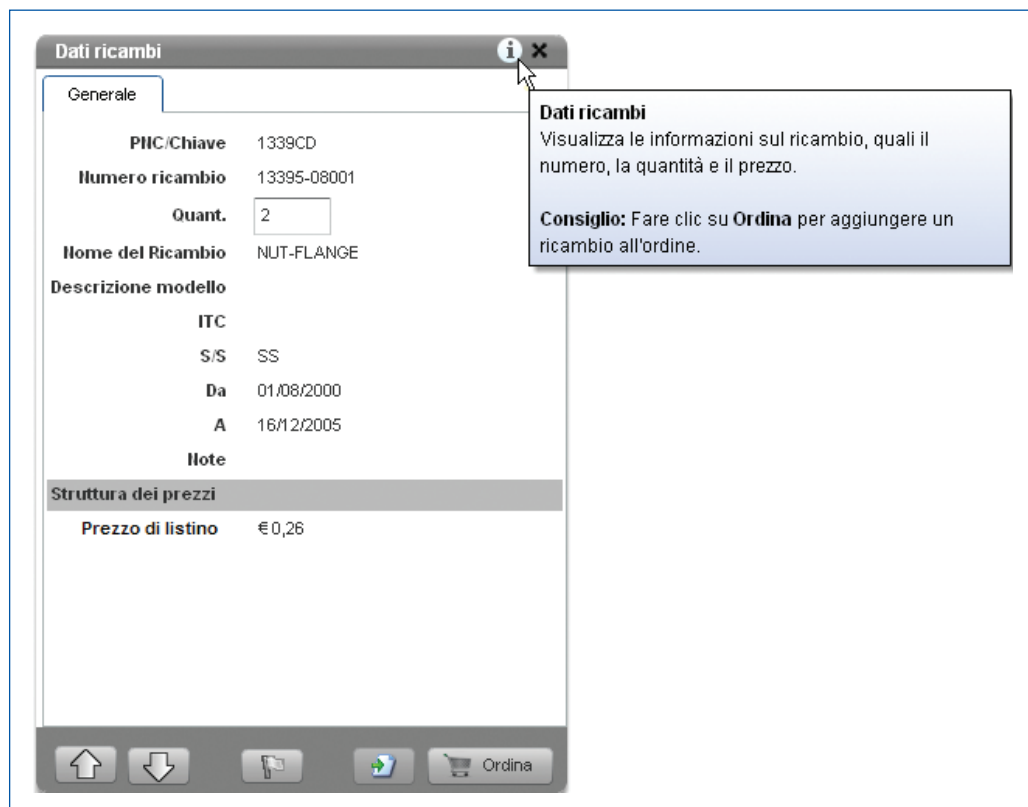 Dati ricambi
Generale
PNC/Chiave 1339CD
Numero ricambio 13395-08001
Quant. 2
Nome del Ricambio NUT-FLANGE
Descrizione modello
ITC
S/S SS
Da 01/08/2000
A 16/12/2005
Note
Struttura dei prezzi
Prezzo di listino € 0,26
Ordina
Dati ricambi
Visualizza le informazioni sul ricambio, quali il
numero, la quantità e il prezzo.
Consiglio: Fare clic su Ordina per aggiungere un
ricambio all'ordine.